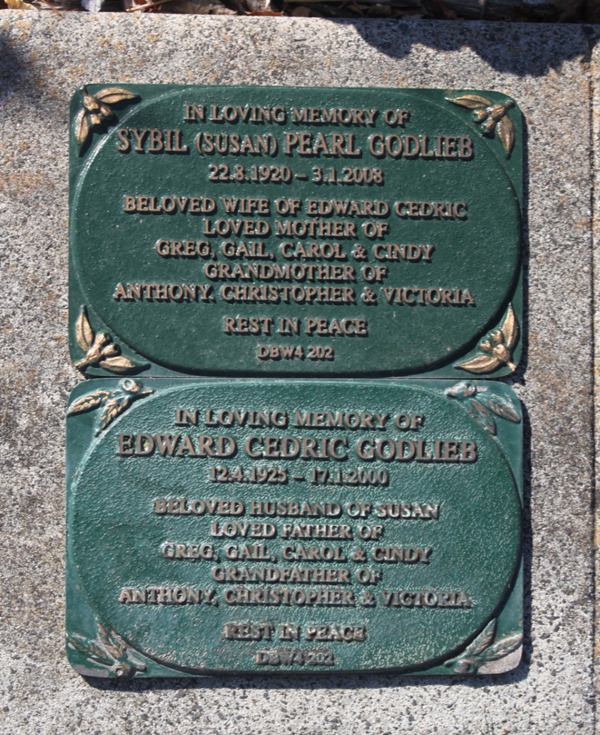 IN LOVING MEMORY OF
SYBIL (SUSAN) PEARL GODLIEB
22.8.1920 – 3.1.2008
BELOVED WIFE OF EDWARD CEDRIC
LOVED MOTHER OF
GREG, GAIL, CAROL & CINDY
GRANDMOTHER OF
ANTHONY, CHRISTOPHER & VICTORIA
REST IN PEACE
DBW4 202
IN LOVING MEMORY OF
EDWARD CEDRIC GODLIEB
12.4.1925 – 17.1.2000
BELOVED HUSBAND OF SUSAN
LOVED FATHER OF
GREG, GAIL, CAROL & CINDY
GRANDFATHER OF
ANTHONY, CHRISTOPHER & VICTORIA
REST IN PEACE
DBW4 202